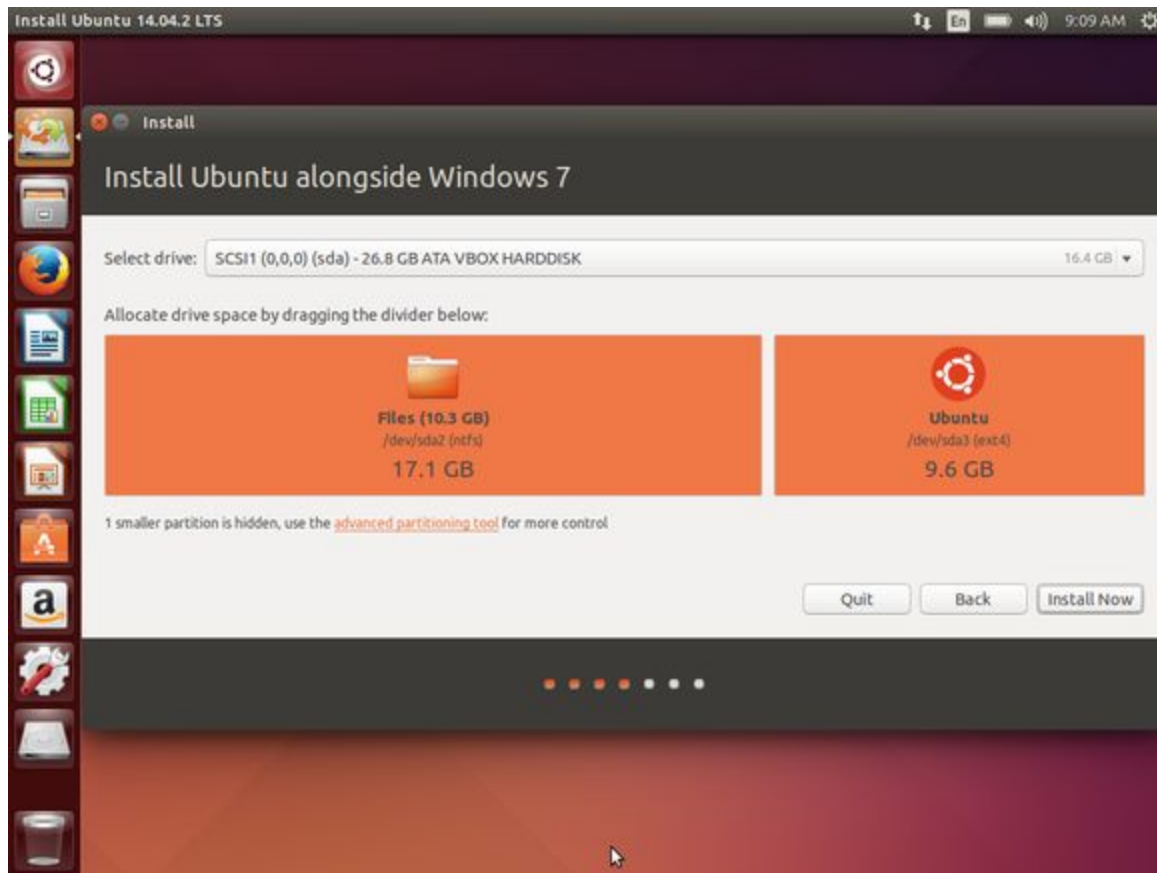 Install Ubuntu 14.04.2 LTS
En
9:09 AM
Install
Install Ubuntu alongside Windows 7
Select drive: SCSI1 (0,0,0) (sda) - 26.8 GB ATA VBOX HARDDISK 16.4 GB
Allocate drive space by dragging the divider below:
Files (10.3 GB)
/dev/sda2 (ntfs)
17.1 GB
Ubuntu
/dev/sda3 (ext4)
9.6 GB
1 smaller partition is hidden, use the advanced partitioning tool for more control
Quit Back Install Now
A
a